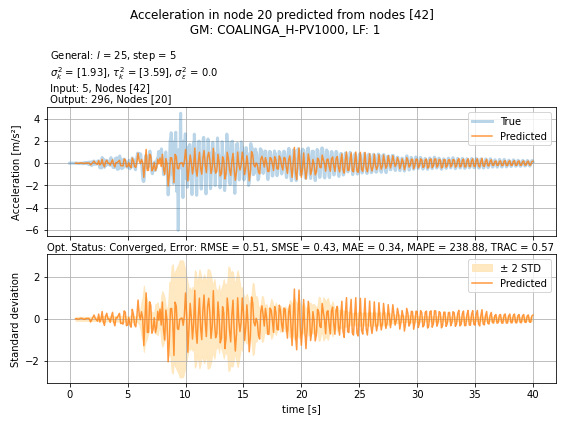 Acceleration in node 20 predicted from nodes [42]
GM: COALINGA_H-PV1000, LF: 1
General: l = 25, step = 5
σ²ₖ = [1.93], τ²ₖ = [3.59], σ²ε = 0.0
Input: 5, Nodes [42]
Output: 296, Nodes [20]
True
Predicted
Acceleration [m/s²]
4
2
0
−2
−4
−6
Opt. Status: Converged, Error: RMSE = 0.51, SMSE = 0.43, MAE = 0.34, MAPE = 238.88, TRAC = 0.57
± 2 STD
Predicted
Standard deviation
2
0
−2
0 5 10 15 20 25 30 35 40
time [s]